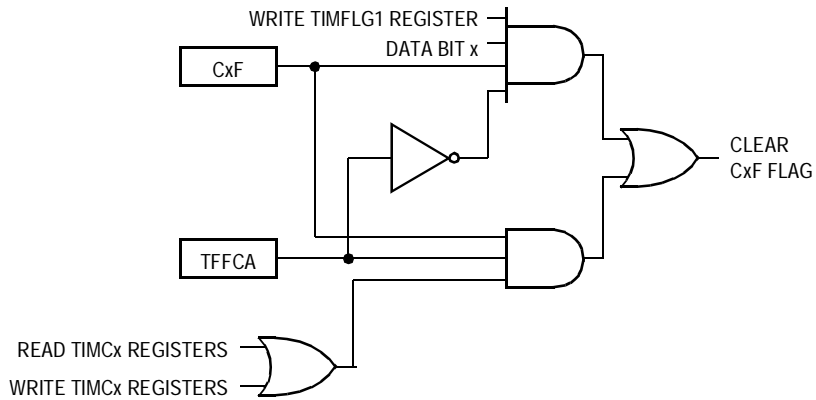 WRITE TIMFLG1 REGISTER
DATA BIT x
CxF
CLEAR
CxF FLAG
TFFCA
READ TIMCx REGISTERS
WRITE TIMCx REGISTERS